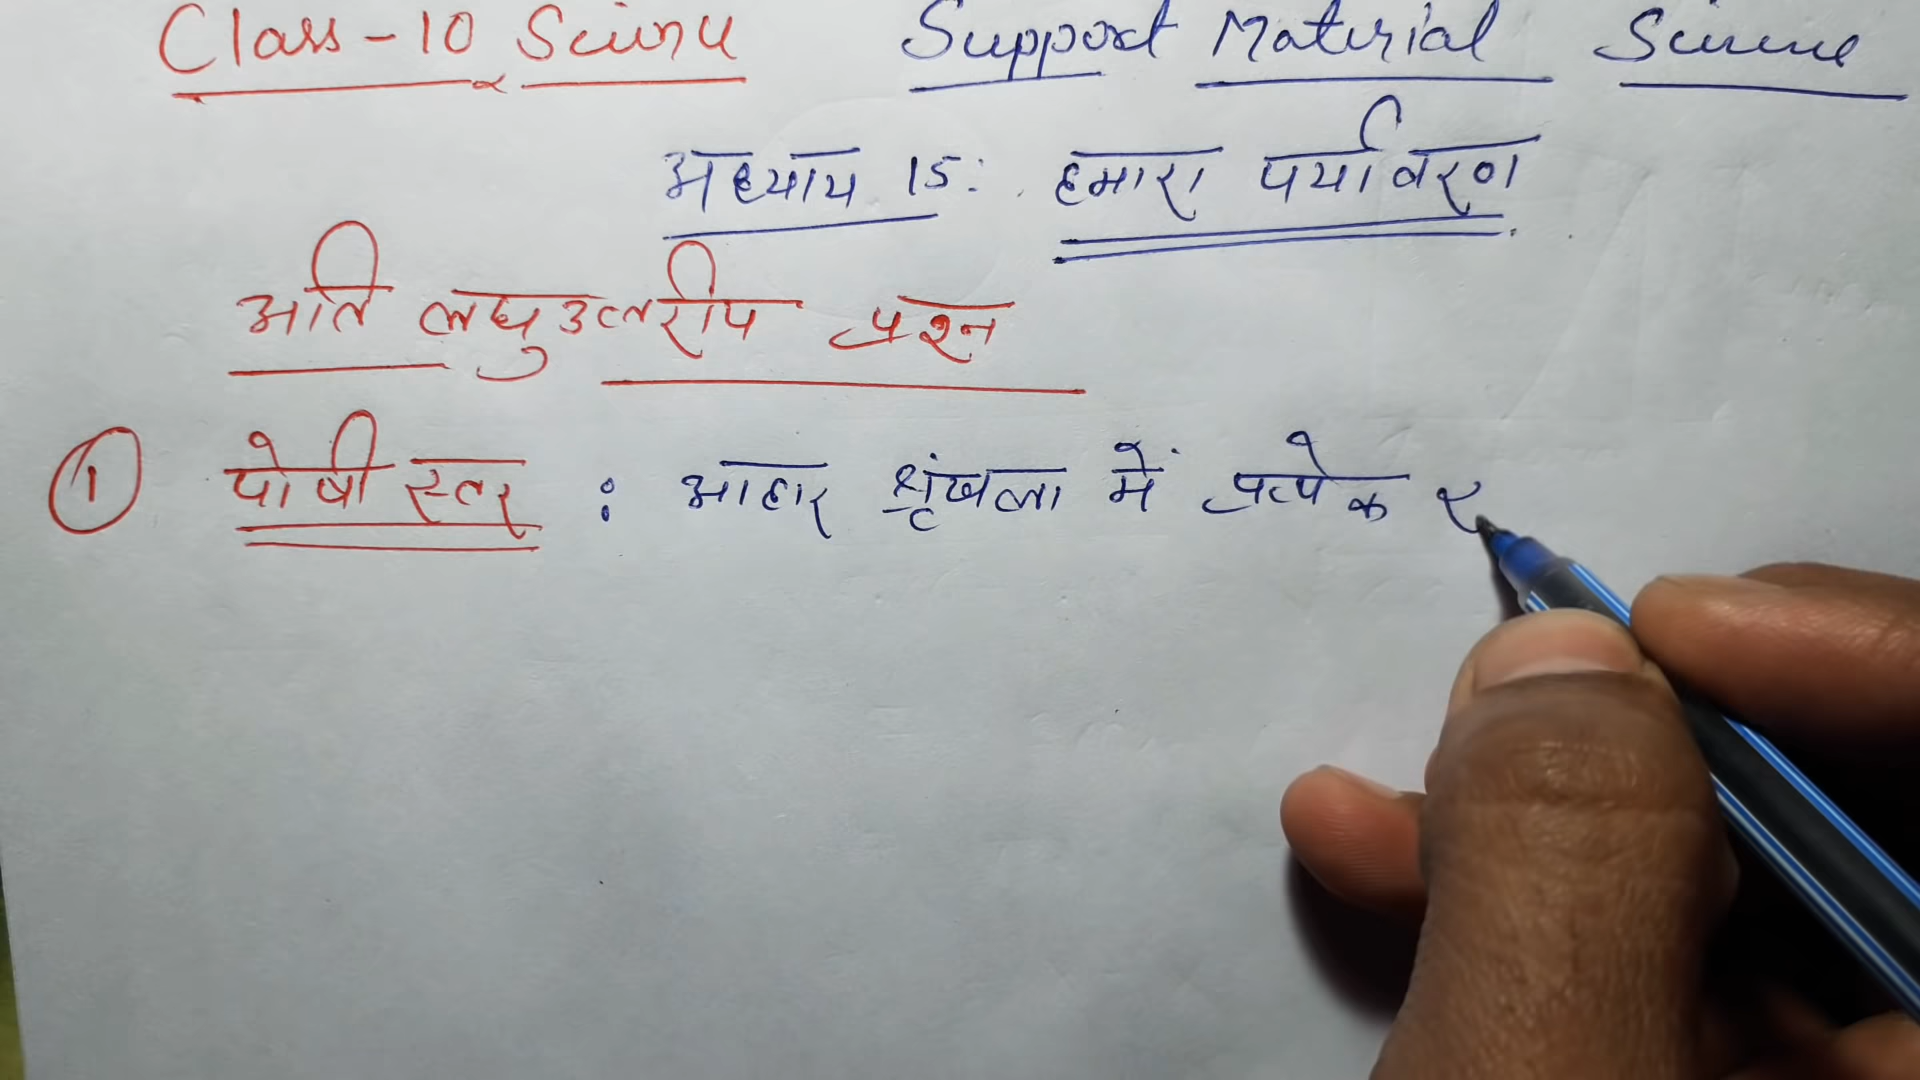 Class-10 Science Support Material Science
अध्याय 15: हमारा पर्यावरण
अति लघुउत्तरीय प्रश्न
① पोषी स्तर : आहार श्रृंखला में प्रत्येक